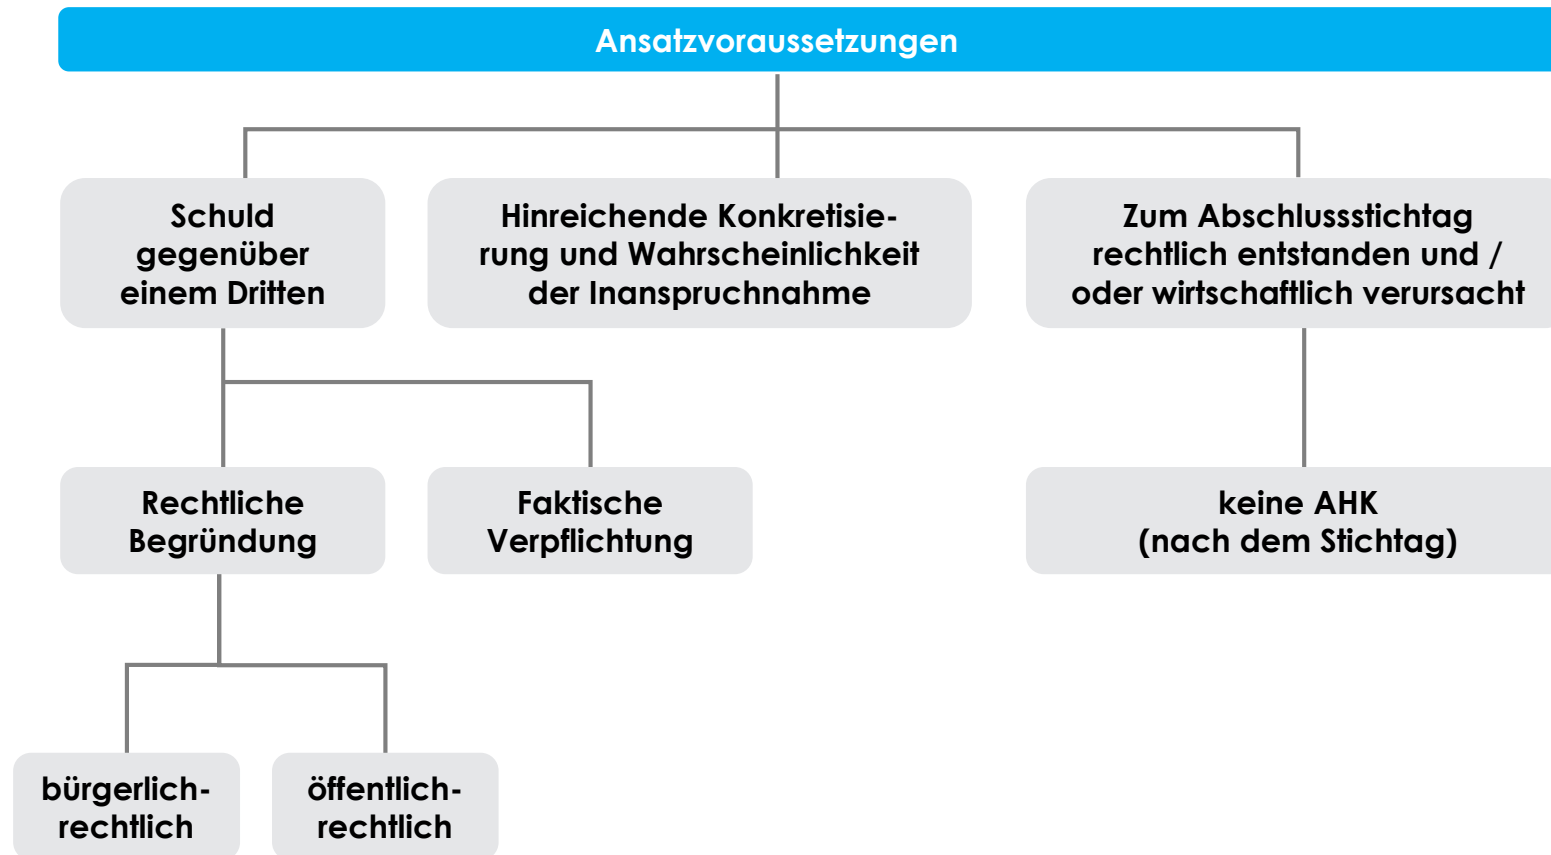 Ansatzvoraussetzungen
Schuld
gegenüber
einem Dritten
Hinreichende Konkretisie-
rung und Wahrscheinlichkeit
der Inanspruchnahme
Zum Abschlussstichtag
rechtlich entstanden und /
oder wirtschaftlich verursacht
Rechtliche
Begründung
Faktische
Verpflichtung
keine AHK
(nach dem Stichtag)
bürgerlich-
rechtlich
öffentlich-
rechtlich